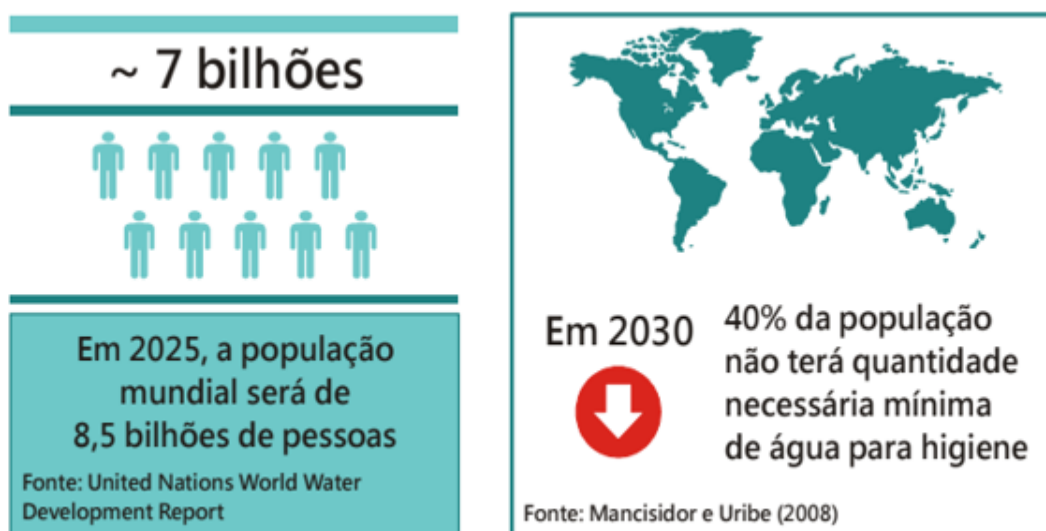 ~ 7 bilhões
Em 2025, a população
mundial será de
8,5 bilhões de pessoas
Fonte: United Nations World Water
Development Report
Em 2030
40% da população
não terá quantidade
necessária mínima
de água para higiene
Fonte: Mancisidor e Uribe (2008)